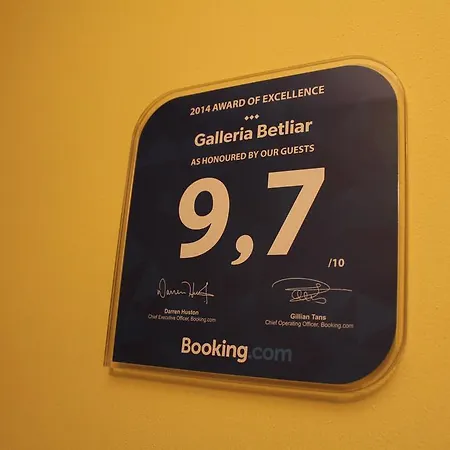 2014 AWARD OF EXCELLENCE
Galleria Betliar
AS HONOURED BY OUR GUESTS
9,7
/10
Darren Huston
Chief Executive Officer, Booking.com
Gillian Tans
Chief Operating Officer, Booking.com
Booking.com